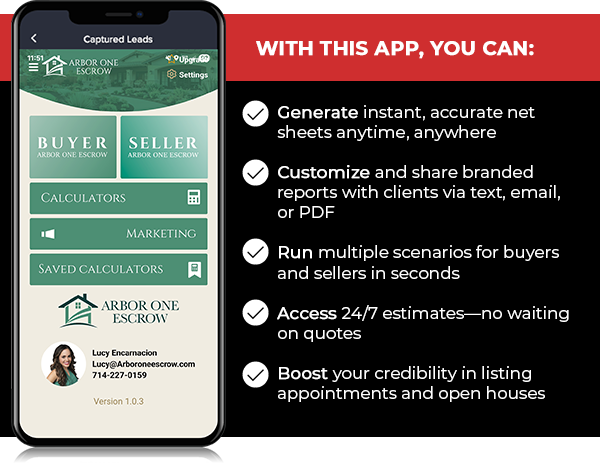 Captured Leads
11:51
ARBOR ONE
ESCROW
Upgrade
Settings
BUYER
ARBOR ONE ESCROW
SELLER
ARBOR ONE ESCROW
CALCULATORS
MARKETING
SAVED CALCULATORS
ARBOR ONE
ESCROW
Lucy Encarnacion
Lucy@Arboroneescrow.com
714-227-0159
Version 1.0.3
WITH THIS APP, YOU CAN:
Generate instant, accurate net
sheets anytime, anywhere
Customize and share branded
reports with clients via text, email,
or PDF
Run multiple scenarios for buyers
and sellers in seconds
Access 24/7 estimates—no waiting
on quotes
Boost your credibility in listing
appointments and open houses